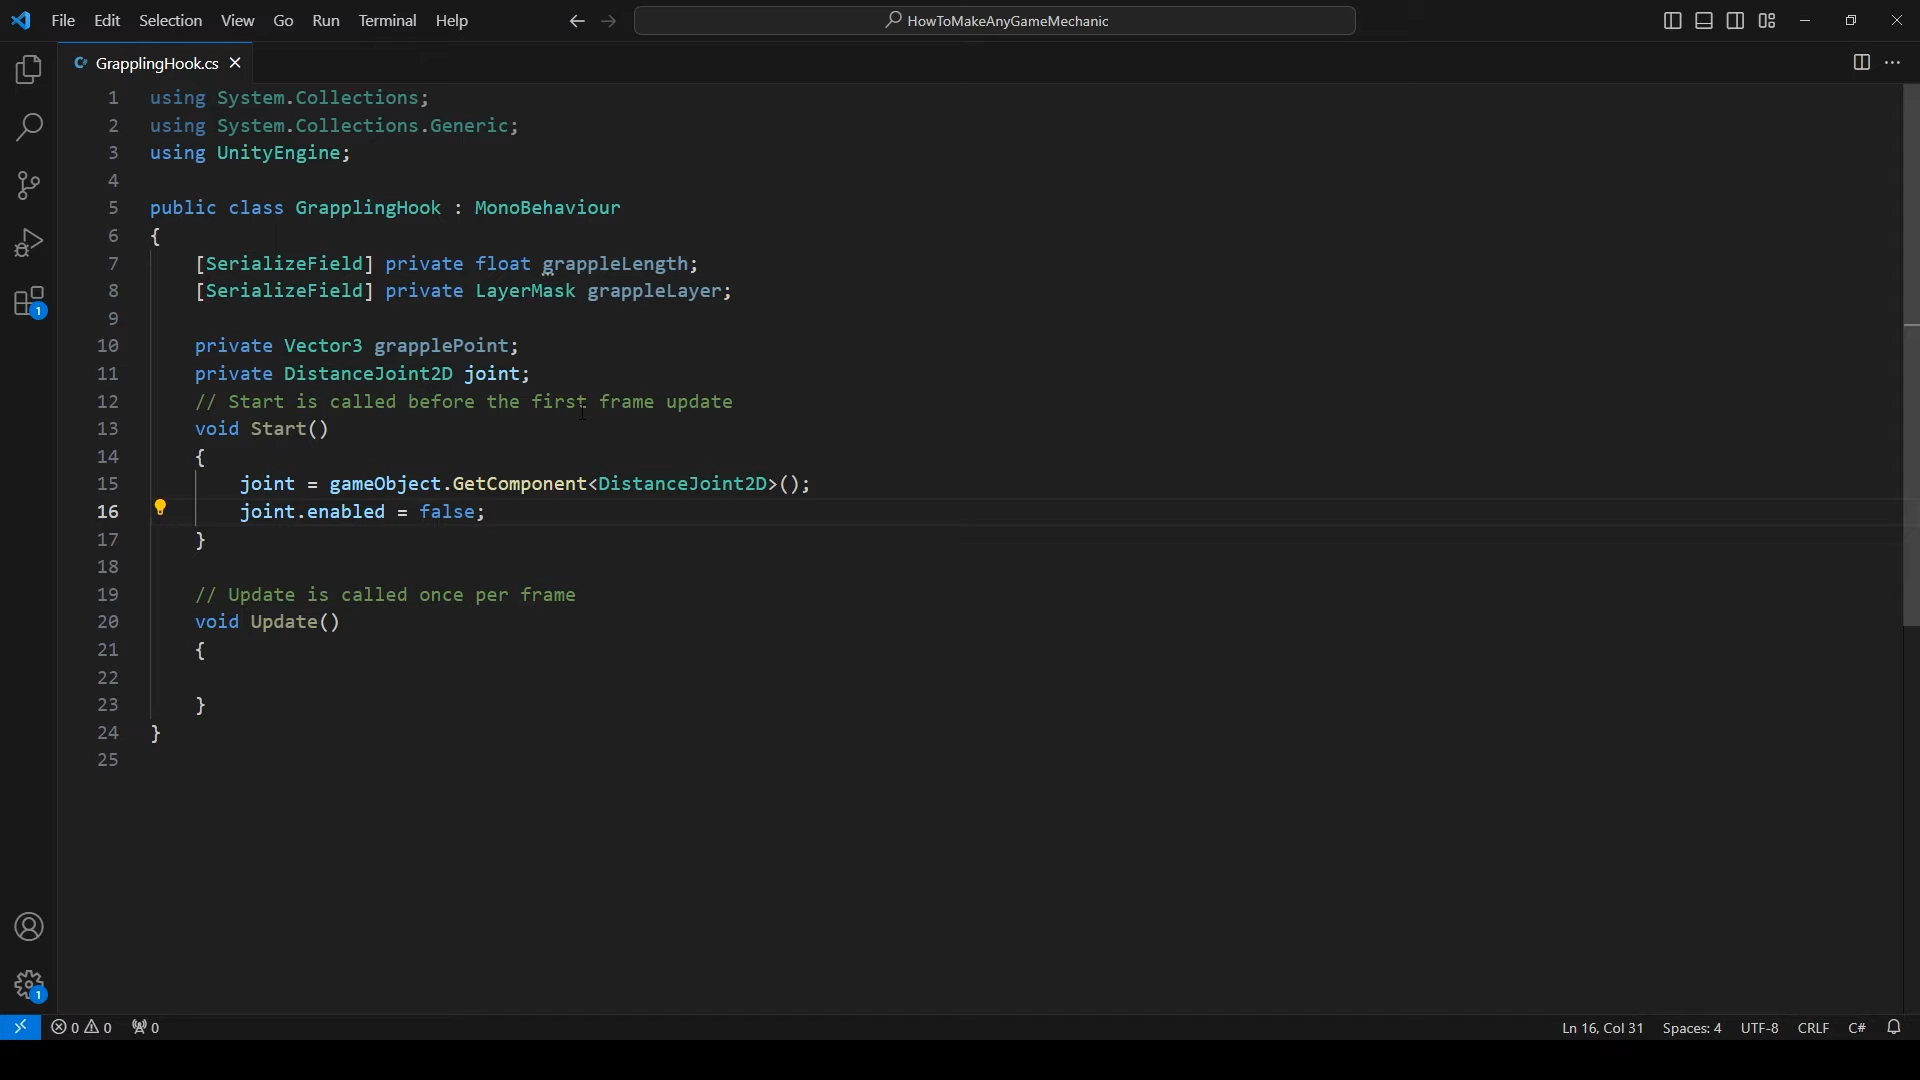 File Edit Selection View Go Run Terminal Help
HowToMakeAnyGameMechanic
GrapplingHook.cs
1 using System.Collections;
2 using System.Collections.Generic;
3 using UnityEngine;
4
5 public class GrapplingHook : MonoBehaviour
6 {
7 [SerializeField] private float grappleLength;
8 [SerializeField] private LayerMask grappleLayer;
9
10 private Vector3 grapplePoint;
11 private DistanceJoint2D joint;
12 // Start is called before the first frame update
13 void Start()
14 {
15 joint = gameObject.GetComponent<DistanceJoint2D>();
16 joint.enabled = false;
17 }
18
19 // Update is called once per frame
20 void Update()
21 {
22
23 }
24 }
25
1
1
0 0 0
Ln 16, Col 31 Spaces: 4 UTF-8 CRLF C#